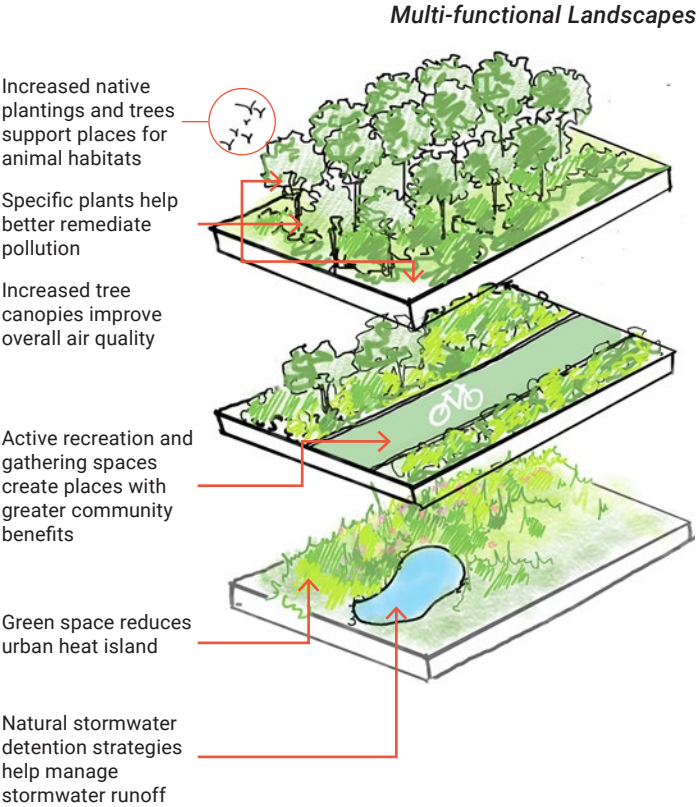 Multi-functional Landscapes
Increased native
plantings and trees
support places for
animal habitats
Specific plants help
better remediate
pollution
Increased tree
canopies improve
overall air quality
Active recreation and
gathering spaces
create places with
greater community
benefits
Green space reduces
urban heat island
Natural stormwater
detention strategies
help manage
stormwater runoff